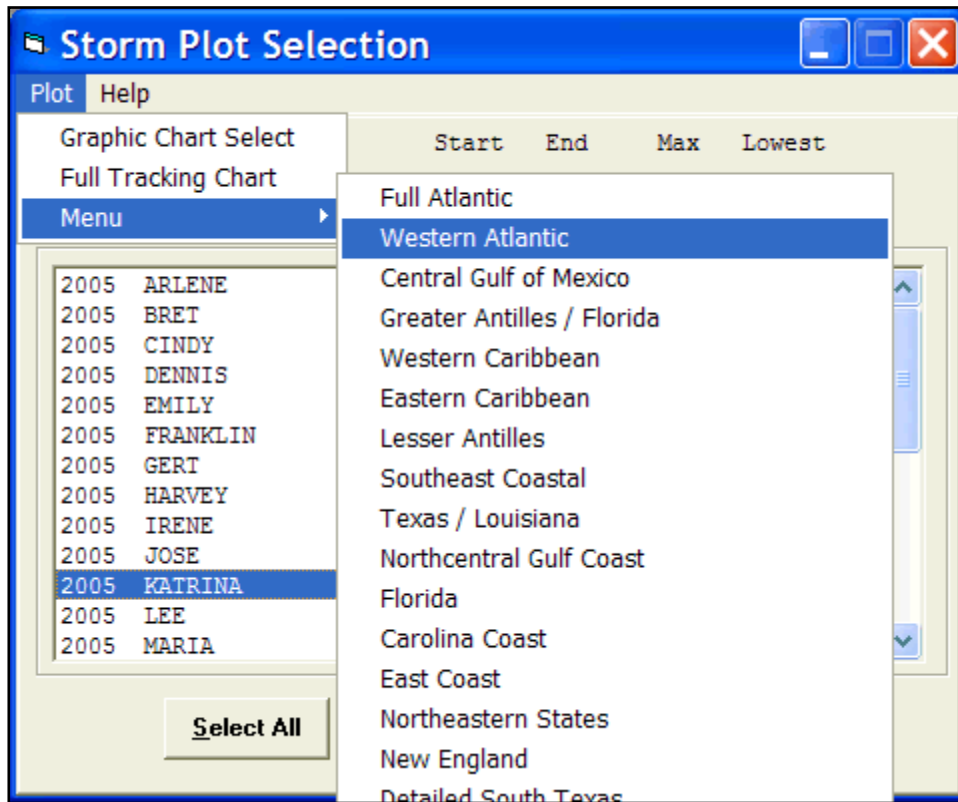 Storm Plot Selection
Plot Help
Graphic Chart Select
Full Tracking Chart
Menu
Start End Max Lowest
Full Atlantic
Western Atlantic
Central Gulf of Mexico
Greater Antilles / Florida
Western Caribbean
Eastern Caribbean
Lesser Antilles
Southeast Coastal
Texas / Louisiana
Northcentral Gulf Coast
Florida
Carolina Coast
East Coast
Northeastern States
New England
Detailed South Texas
2005 ARLENE
2005 BRET
2005 CINDY
2005 DENNIS
2005 EMILY
2005 FRANKLIN
2005 GERT
2005 HARVEY
2005 IRENE
2005 JOSE
2005 KATRINA
2005 LEE
2005 MARIA
Select All